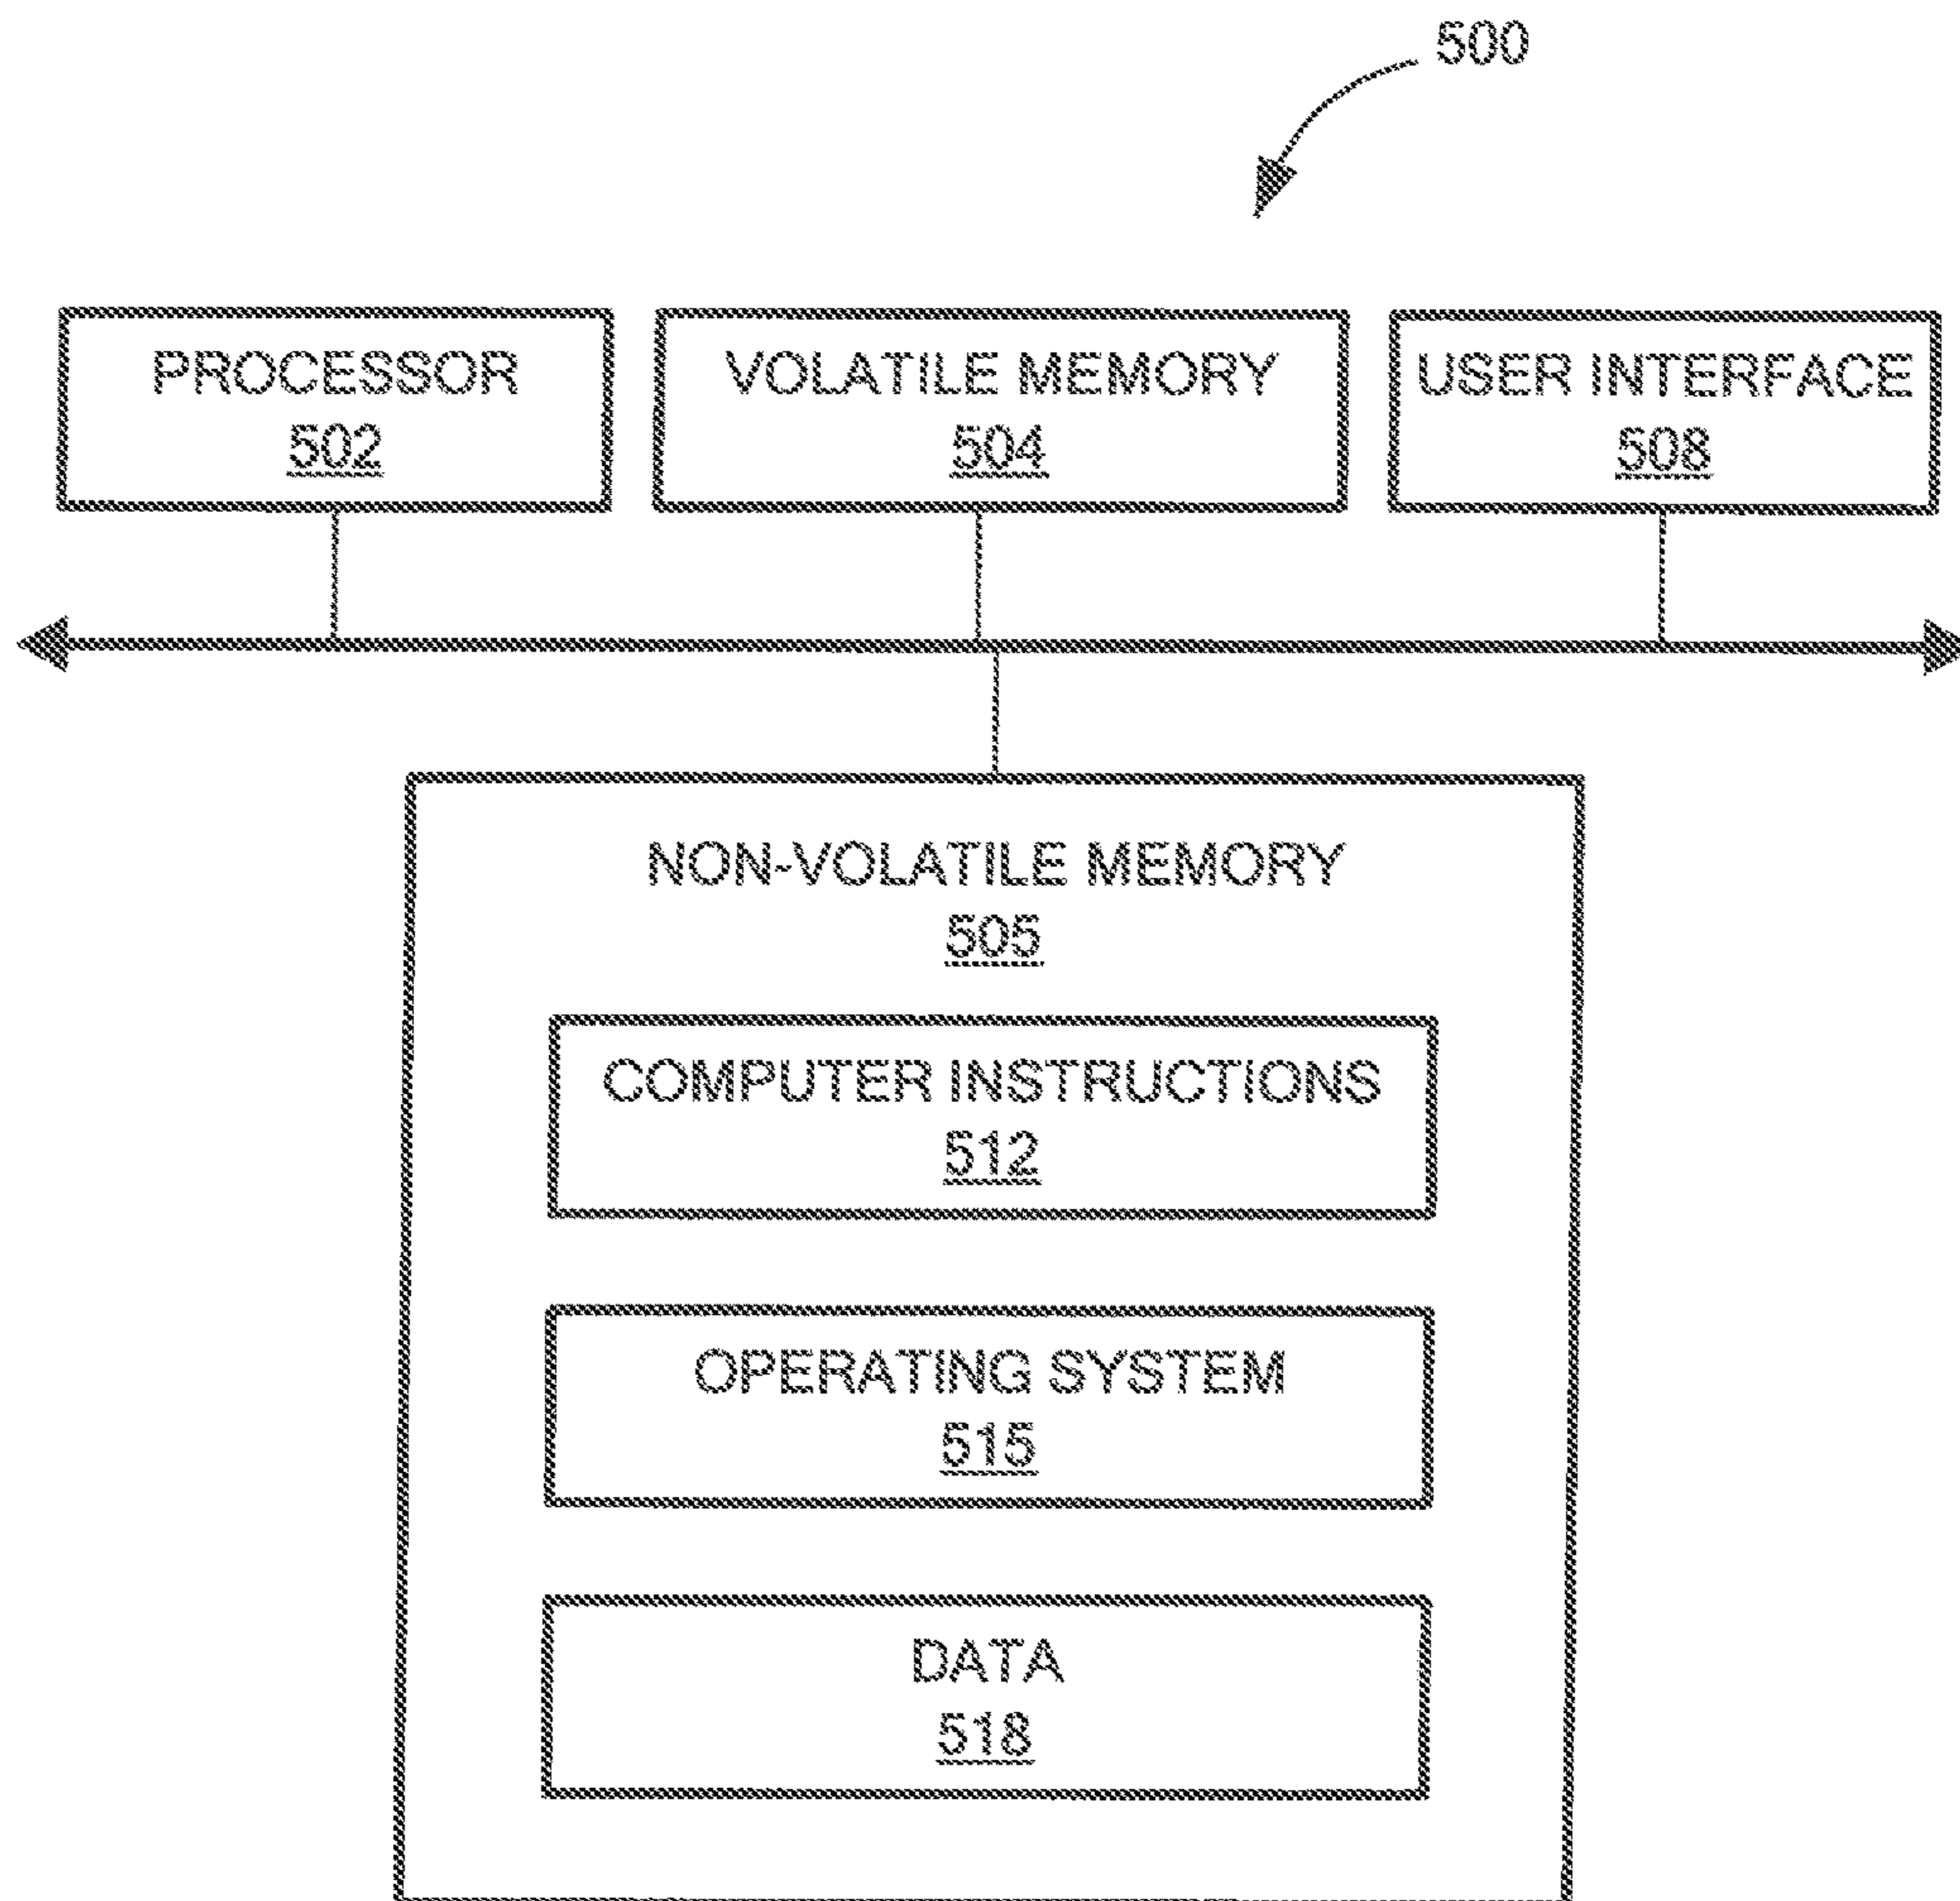 500
PROCESSOR
502
VOLATILE MEMORY
504
USER INTERFACE
508
NON-VOLATILE MEMORY
505
COMPUTER INSTRUCTIONS
512
OPERATING SYSTEM
515
DATA
518